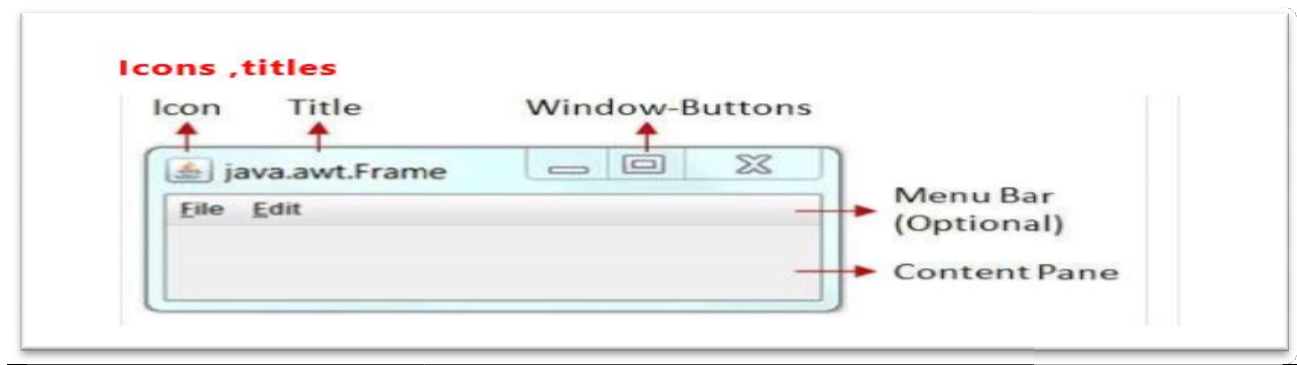 Icons ,titles
Icon Title Window-Buttons
java.awt.Frame
File Edit
Menu Bar
(Optional)
Content Pane